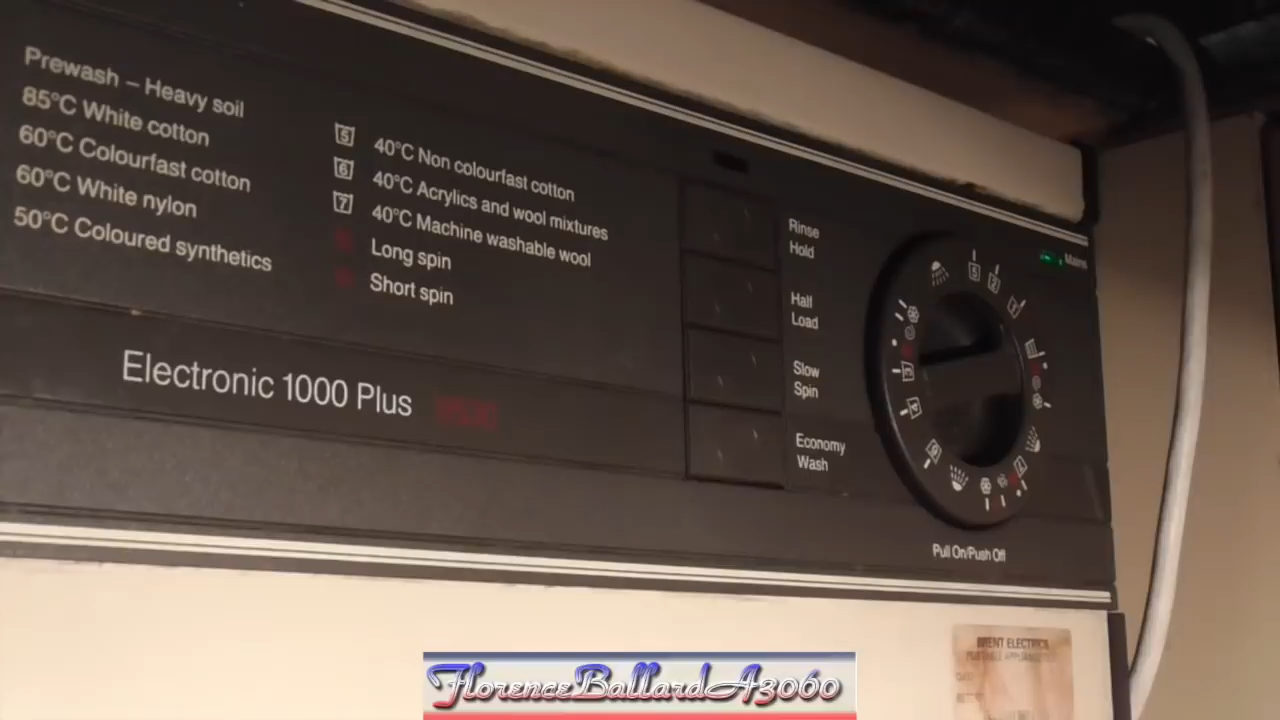 Prewash – Heavy soil
85°C White cotton
60°C Colourfast cotton
60°C White nylon
50°C Coloured synthetics
5 40°C Non colourfast cotton
6 40°C Acrylics and wool mixtures
7 40°C Machine washable wool
Long spin
Short spin
Electronic 1000 Plus
Rinse
Hold
Half
Load
Slow
Spin
Economy
Wash
Mains
Pull On/Push Off
BRENT ELECTRICS
FlorenceBallardA3060